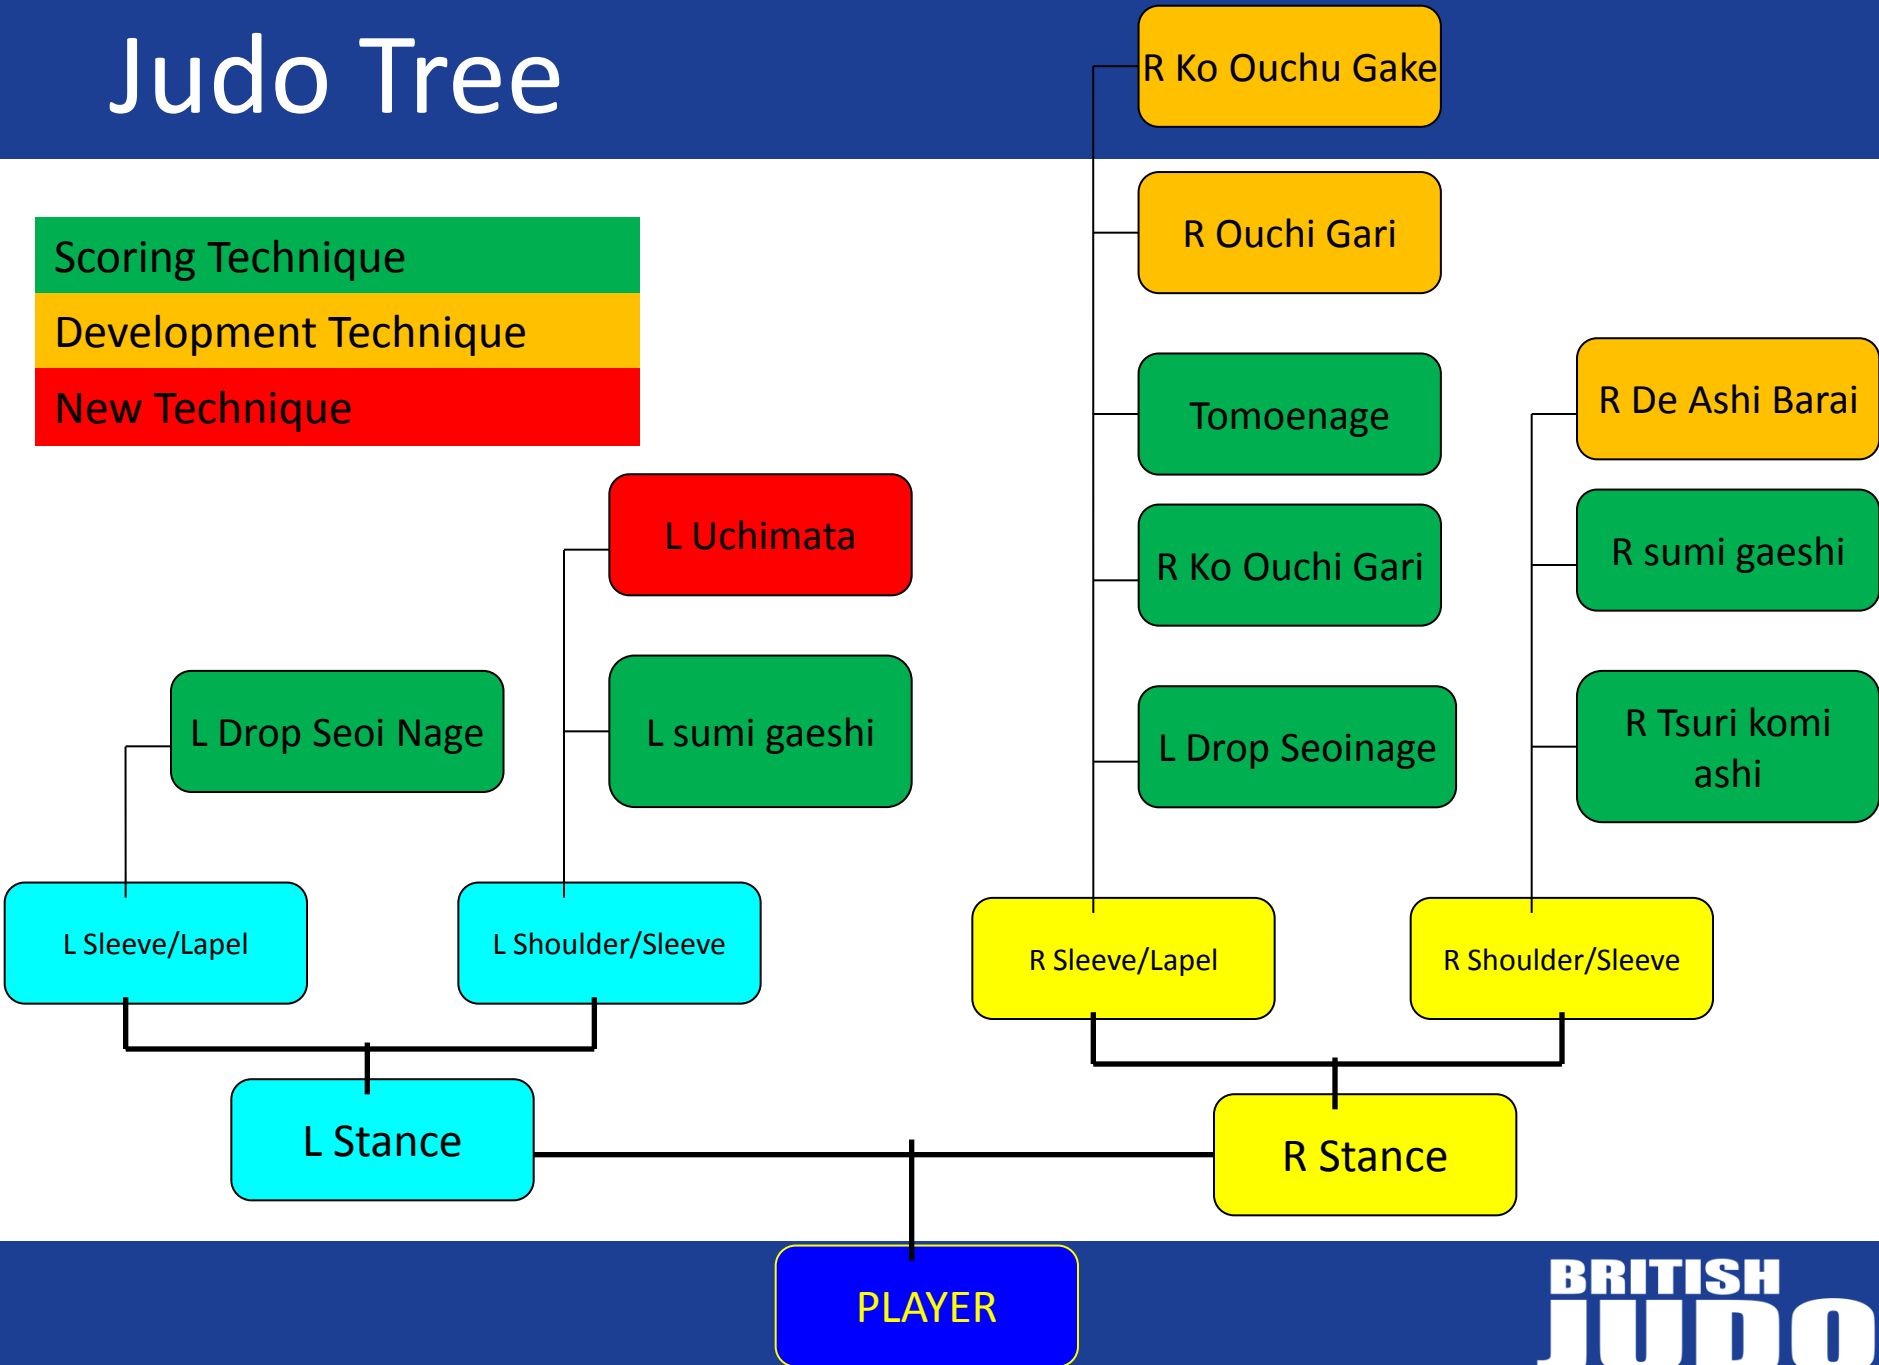 Judo Tree
R Ko Ouchu Gake
R Ouchi Gari
Scoring Technique
Development Technique
New Technique
Tomoenage
R De Ashi Barai
L Uchimata
R Ko Ouchi Gari
R sumi gaeshi
L Drop Seoi Nage
L sumi gaeshi
L Drop Seoinage
R Tsuri komi
ashi
L Sleeve/Lapel
L Shoulder/Sleeve
R Sleeve/Lapel
R Shoulder/Sleeve
L Stance
R Stance
PLAYER
BRITISH
JUDO